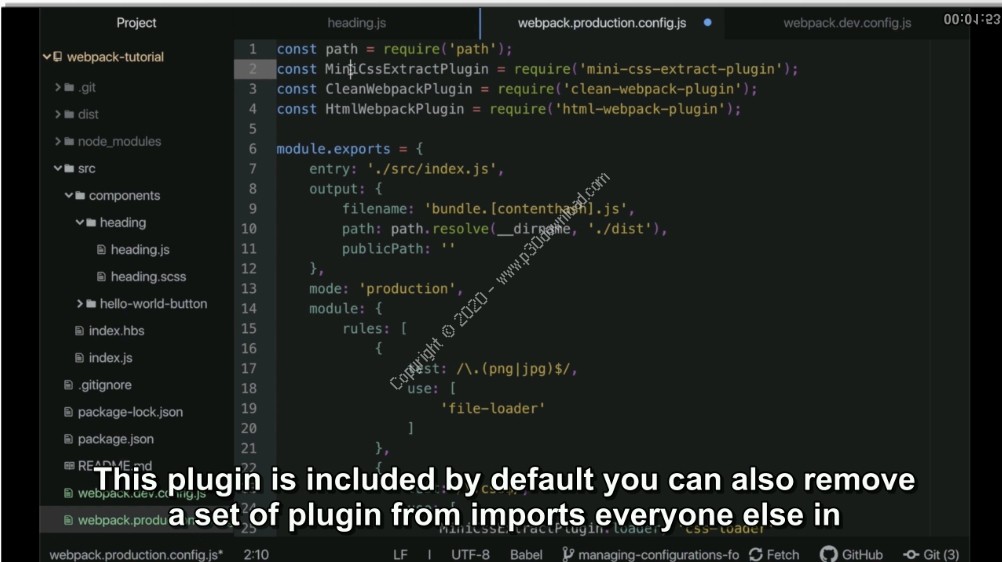 Project
heading.js
webpack.production.config.js
webpack.dev.config.js
00:01:53
webpack-tutorial
.git
dist
node_modules
src
components
heading
heading.js
heading.scss
hello-world-button
index.hbs
index.js
.gitignore
package-lock.json
package.json
README.md
webpack.dev.config.js
1 const path = require('path');
2 const MiniCssExtractPlugin = require('mini-css-extract-plugin');
3 const CleanWebpackPlugin = require('clean-webpack-plugin');
4 const HtmlWebpackPlugin = require('html-webpack-plugin');
5
6 module.exports = {
7 entry: './src/index.js',
8 output: {
9 filename: 'bundle.[contenthash].js',
10 path: path.resolve(__dirname, './dist'),
11 publicPath: ''
12 },
13 mode: 'production',
14 module: {
15 rules: [
16 {
17 test: /\.(png|jpg)$/,
18 use: [
19 'file-loader'
20 ]
21 },
22 {
25 MiniCssExtractPlugin.loader, 'css-loader'
Copyright © 2020 - www.p30download.com
This plugin is included by default you can also remove
a set of plugin from imports everyone else in
webpack.production.config.js* 2:10 LF UTF-8 Babel managing-configurations-fo Fetch GitHub Git (3)